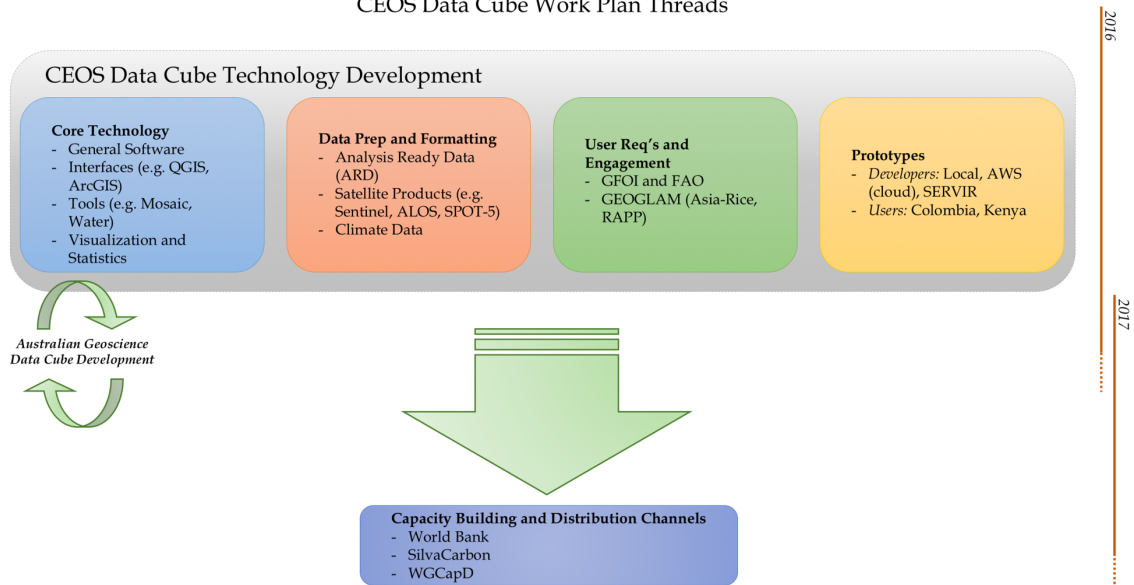 CEOS Data Cube Work Plan Threads
2016
CEOS Data Cube Technology Development
Core Technology
- General Software
- Interfaces (e.g. QGIS,
ArcGIS)
- Tools (e.g. Mosaic,
Water)
- Visualization and
Statistics
Data Prep and Formatting
- Analysis Ready Data
(ARD)
- Satellite Products (e.g.
Sentinel, ALOS, SPOT-5)
- Climate Data
User Req's and
Engagement
- GFOI and FAO
- GEOGLAM (Asia-Rice,
RAPP)
Prototypes
- Developers: Local, AWS
(cloud), SERVIR
- Users: Colombia, Kenya
2017
Australian Geoscience
Data Cube Development
Capacity Building and Distribution Channels
- World Bank
- SilvaCarbon
- WGCapD